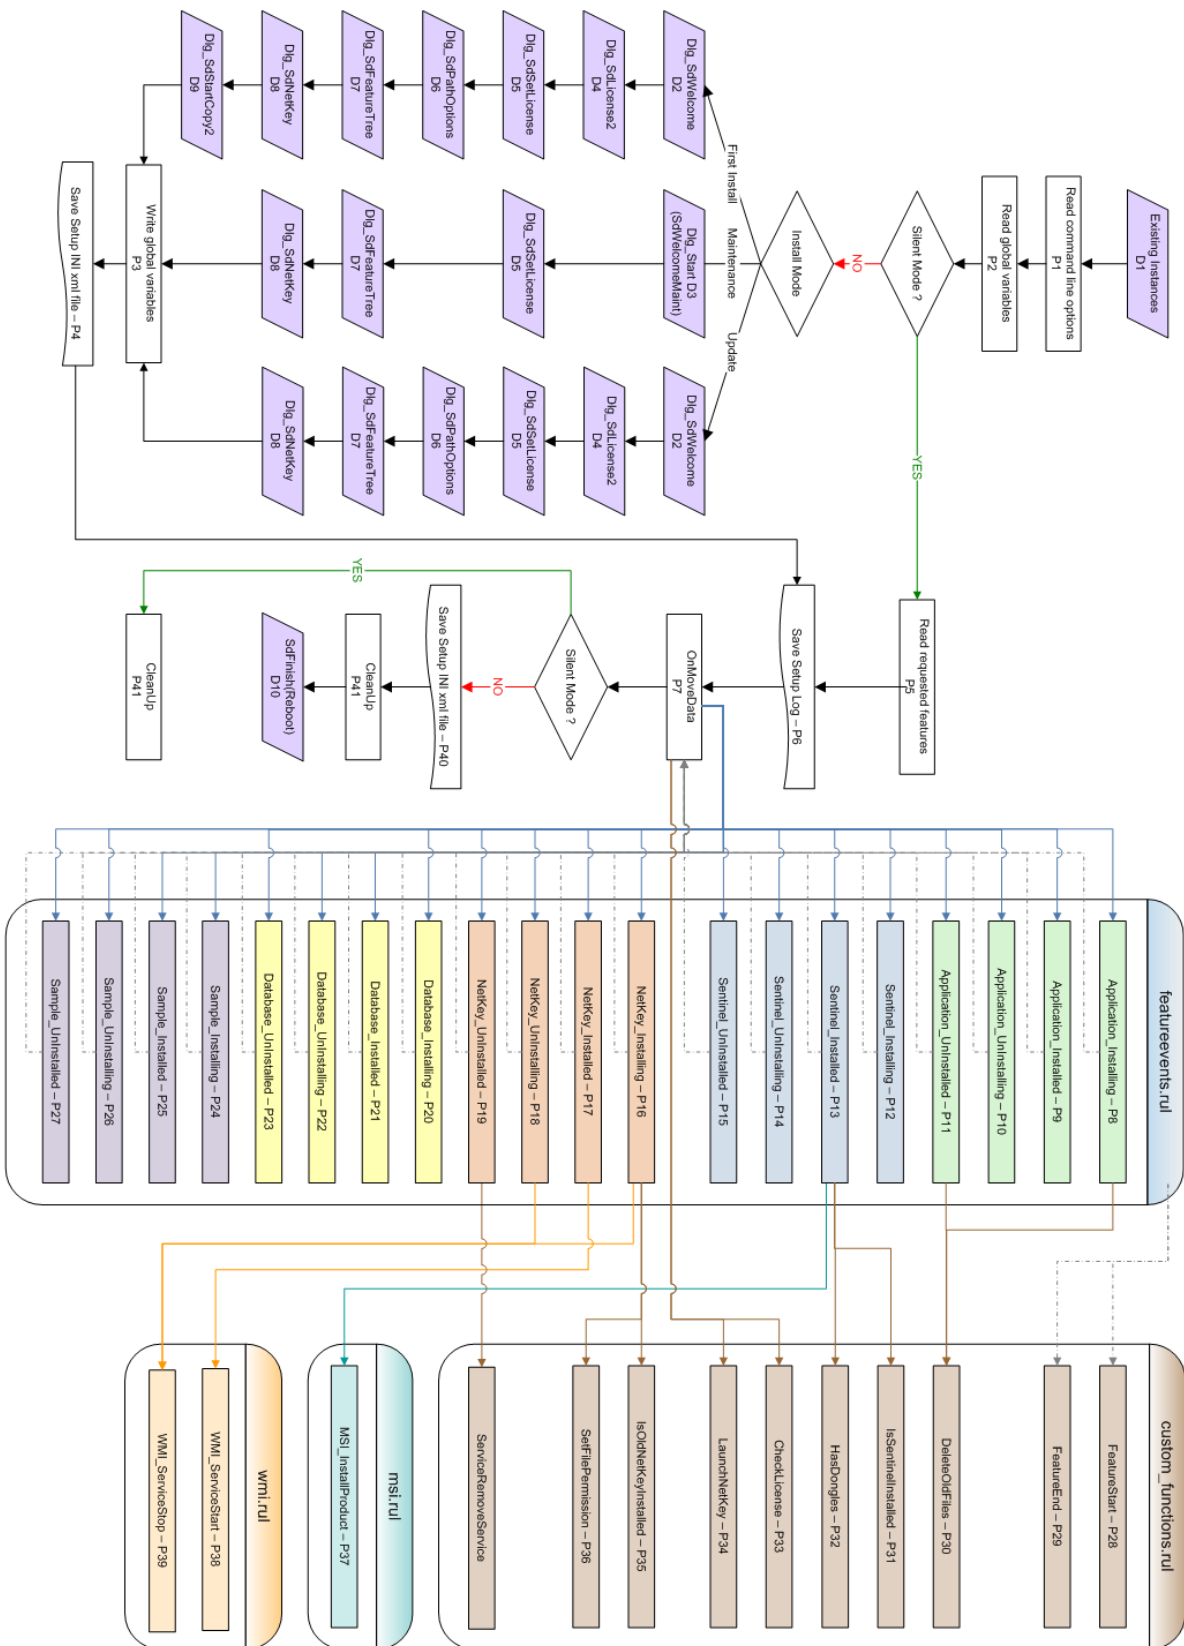 Existing Instances
D1
Read command line options
P1
Read global variables
P2
Silent Mode ?
NO
YES
Install Mode
First Install
Maintenance
Update
Dlg_SdWelcome
D2
Dlg_SdLicense2
D4
Dlg_SdSetLicense
D5
Dlg_SdPathOptions
D6
Dlg_SdFeatureTree
D7
Dlg_SdNetKey
D8
Dlg_SdStartCopy2
D9
Dlg_Start D3
(SdWelcomeMaint)
Dlg_SdSetLicense
D5
Dlg_SdFeatureTree
D7
Dlg_SdNetKey
D8
Dlg_SdWelcome
D2
Dlg_SdLicense2
D4
Dlg_SdSetLicense
D5
Dlg_SdPathOptions
D6
Dlg_SdFeatureTree
D7
Dlg_SdNetKey
D8
Write global variables
P3
Save Setup INI xml file – P4
Read requested features
P5
Save Setup Log – P6
OnMoveData
P7
Silent Mode ?
NO
YES
Save Setup INI xml file – P40
CleanUp
P41
SdFinish(Reboot)
D10
CleanUp
P41
featureevents.rul
Application_Installing – P8
Application_Installed – P9
Application_UnInstalling – P10
Application_UnInstalled – P11
Sentinel_Installing – P12
Sentinel_Installed – P13
Sentinel_UnInstalling – P14
Sentinel_UnInstalled – P15
NetKey_Installing – P16
NetKey_Installed – P17
NetKey_UnInstalling – P18
NetKey_UnInstalled – P19
Database_Installing – P20
Database_Installed – P21
Database_UnInstalling – P22
Database_UnInstalled – P23
Sample_Installing – P24
Sample_Installed – P25
Sample_UnInstalling – P26
Sample_UnInstalled – P27
custom_functions.rul
FeatureStart – P28
FeatureEnd – P29
DeleteOldFiles – P30
IsSentinelInstalled – P31
HasDongles – P32
CheckLicense – P33
LaunchNetKey – P34
IsOldNetKeyInstalled – P35
SetFilePermission – P36
ServiceRemoveService
msi.rul
MSI_InstallProduct – P37
wmi.rul
WMI_ServiceStart – P38
WMI_ServiceStop – P39